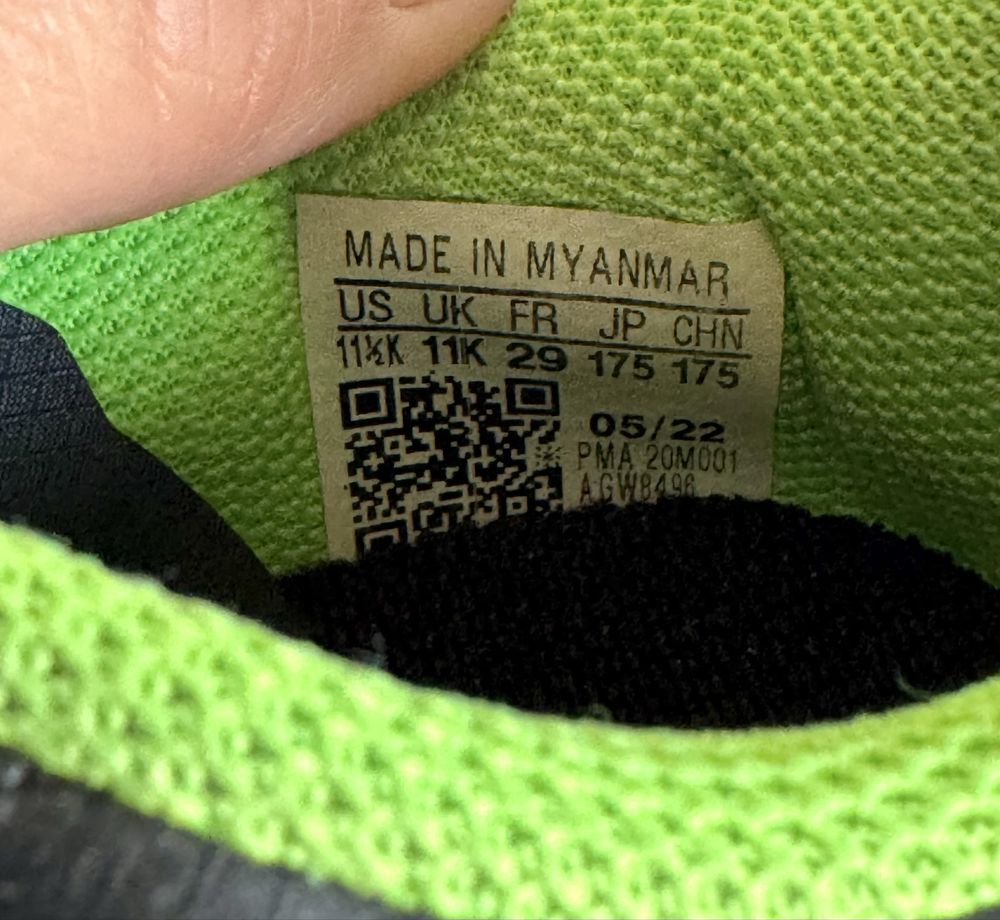 MADE IN MYANMAR
US UK FR JP CHN
11½K 11K 29 175 175
05/22
PMA 20M001
AGW8496